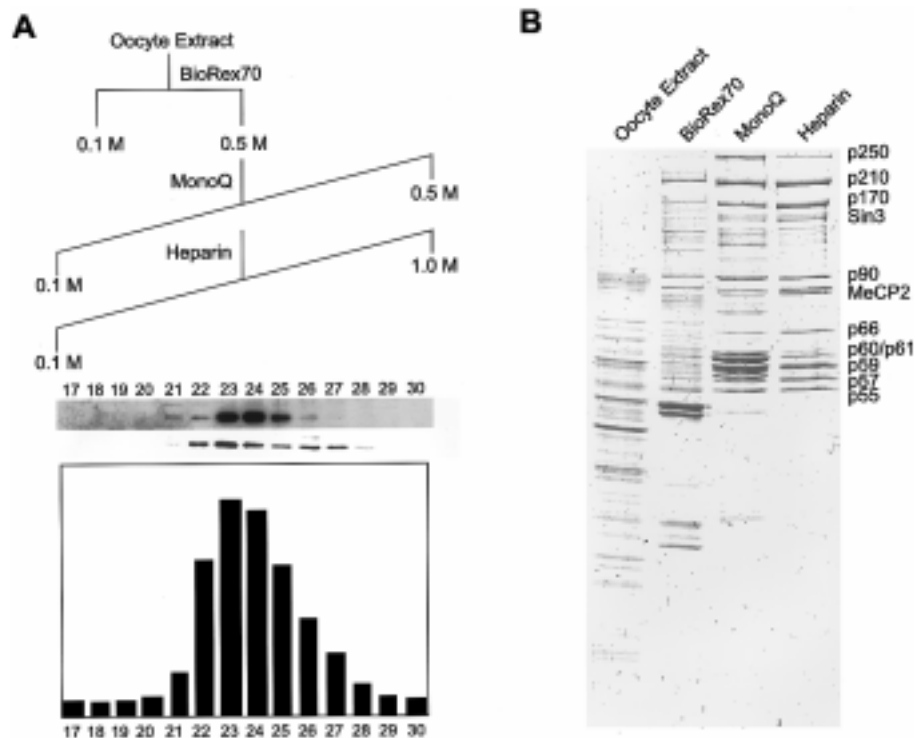 A
Oocyte Extract
BioRex70
0.1 M
0.5 M
MonoQ
0.5 M
0.1 M
Heparin
1.0 M
0.1 M
17 18 19 20 21 22 23 24 25 26 27 28 29 30
17 18 19 20 21 22 23 24 25 26 27 28 29 30
B
Oocyte Extract
BioRex70
MonoQ
Heparin
p250
p210
p170
Sin3
p90
MeCP2
p66
p60/p61
p59
p57
p55